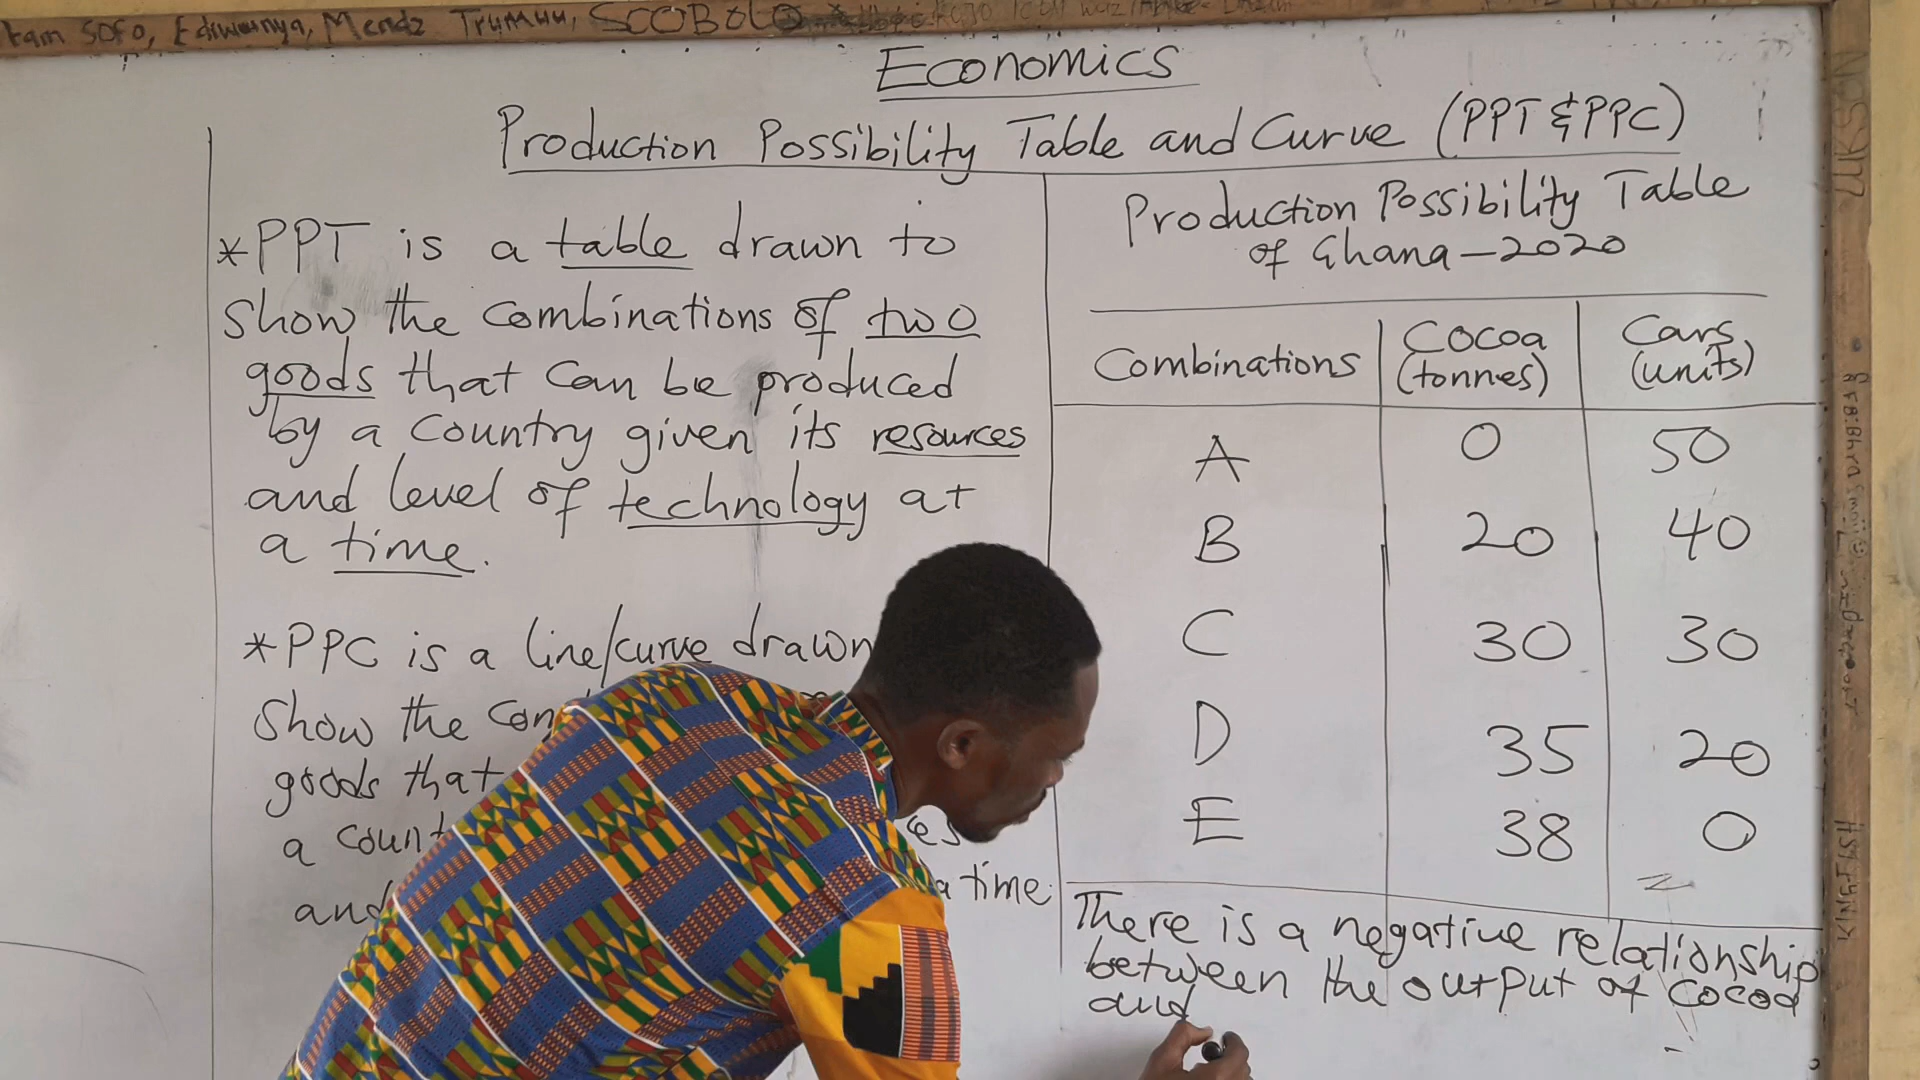 Economics
Production Possibility Table and Curve (PPT & PPC)
*PPT is a table drawn to
show the combinations of two
goods that can be produced
by a country given its resources
and level of technology at
a time.
*PPC is a line/curve drawn
show the
goods that
a
and a time
Production Possibility Table
of Ghana-2020
Combinations Cocoa (tonnes) Cars (units)
A 0 50
B 20 40
C 30 30
D 35 20
E 38 0
There is a negative relationship
between the output of cocoa
and